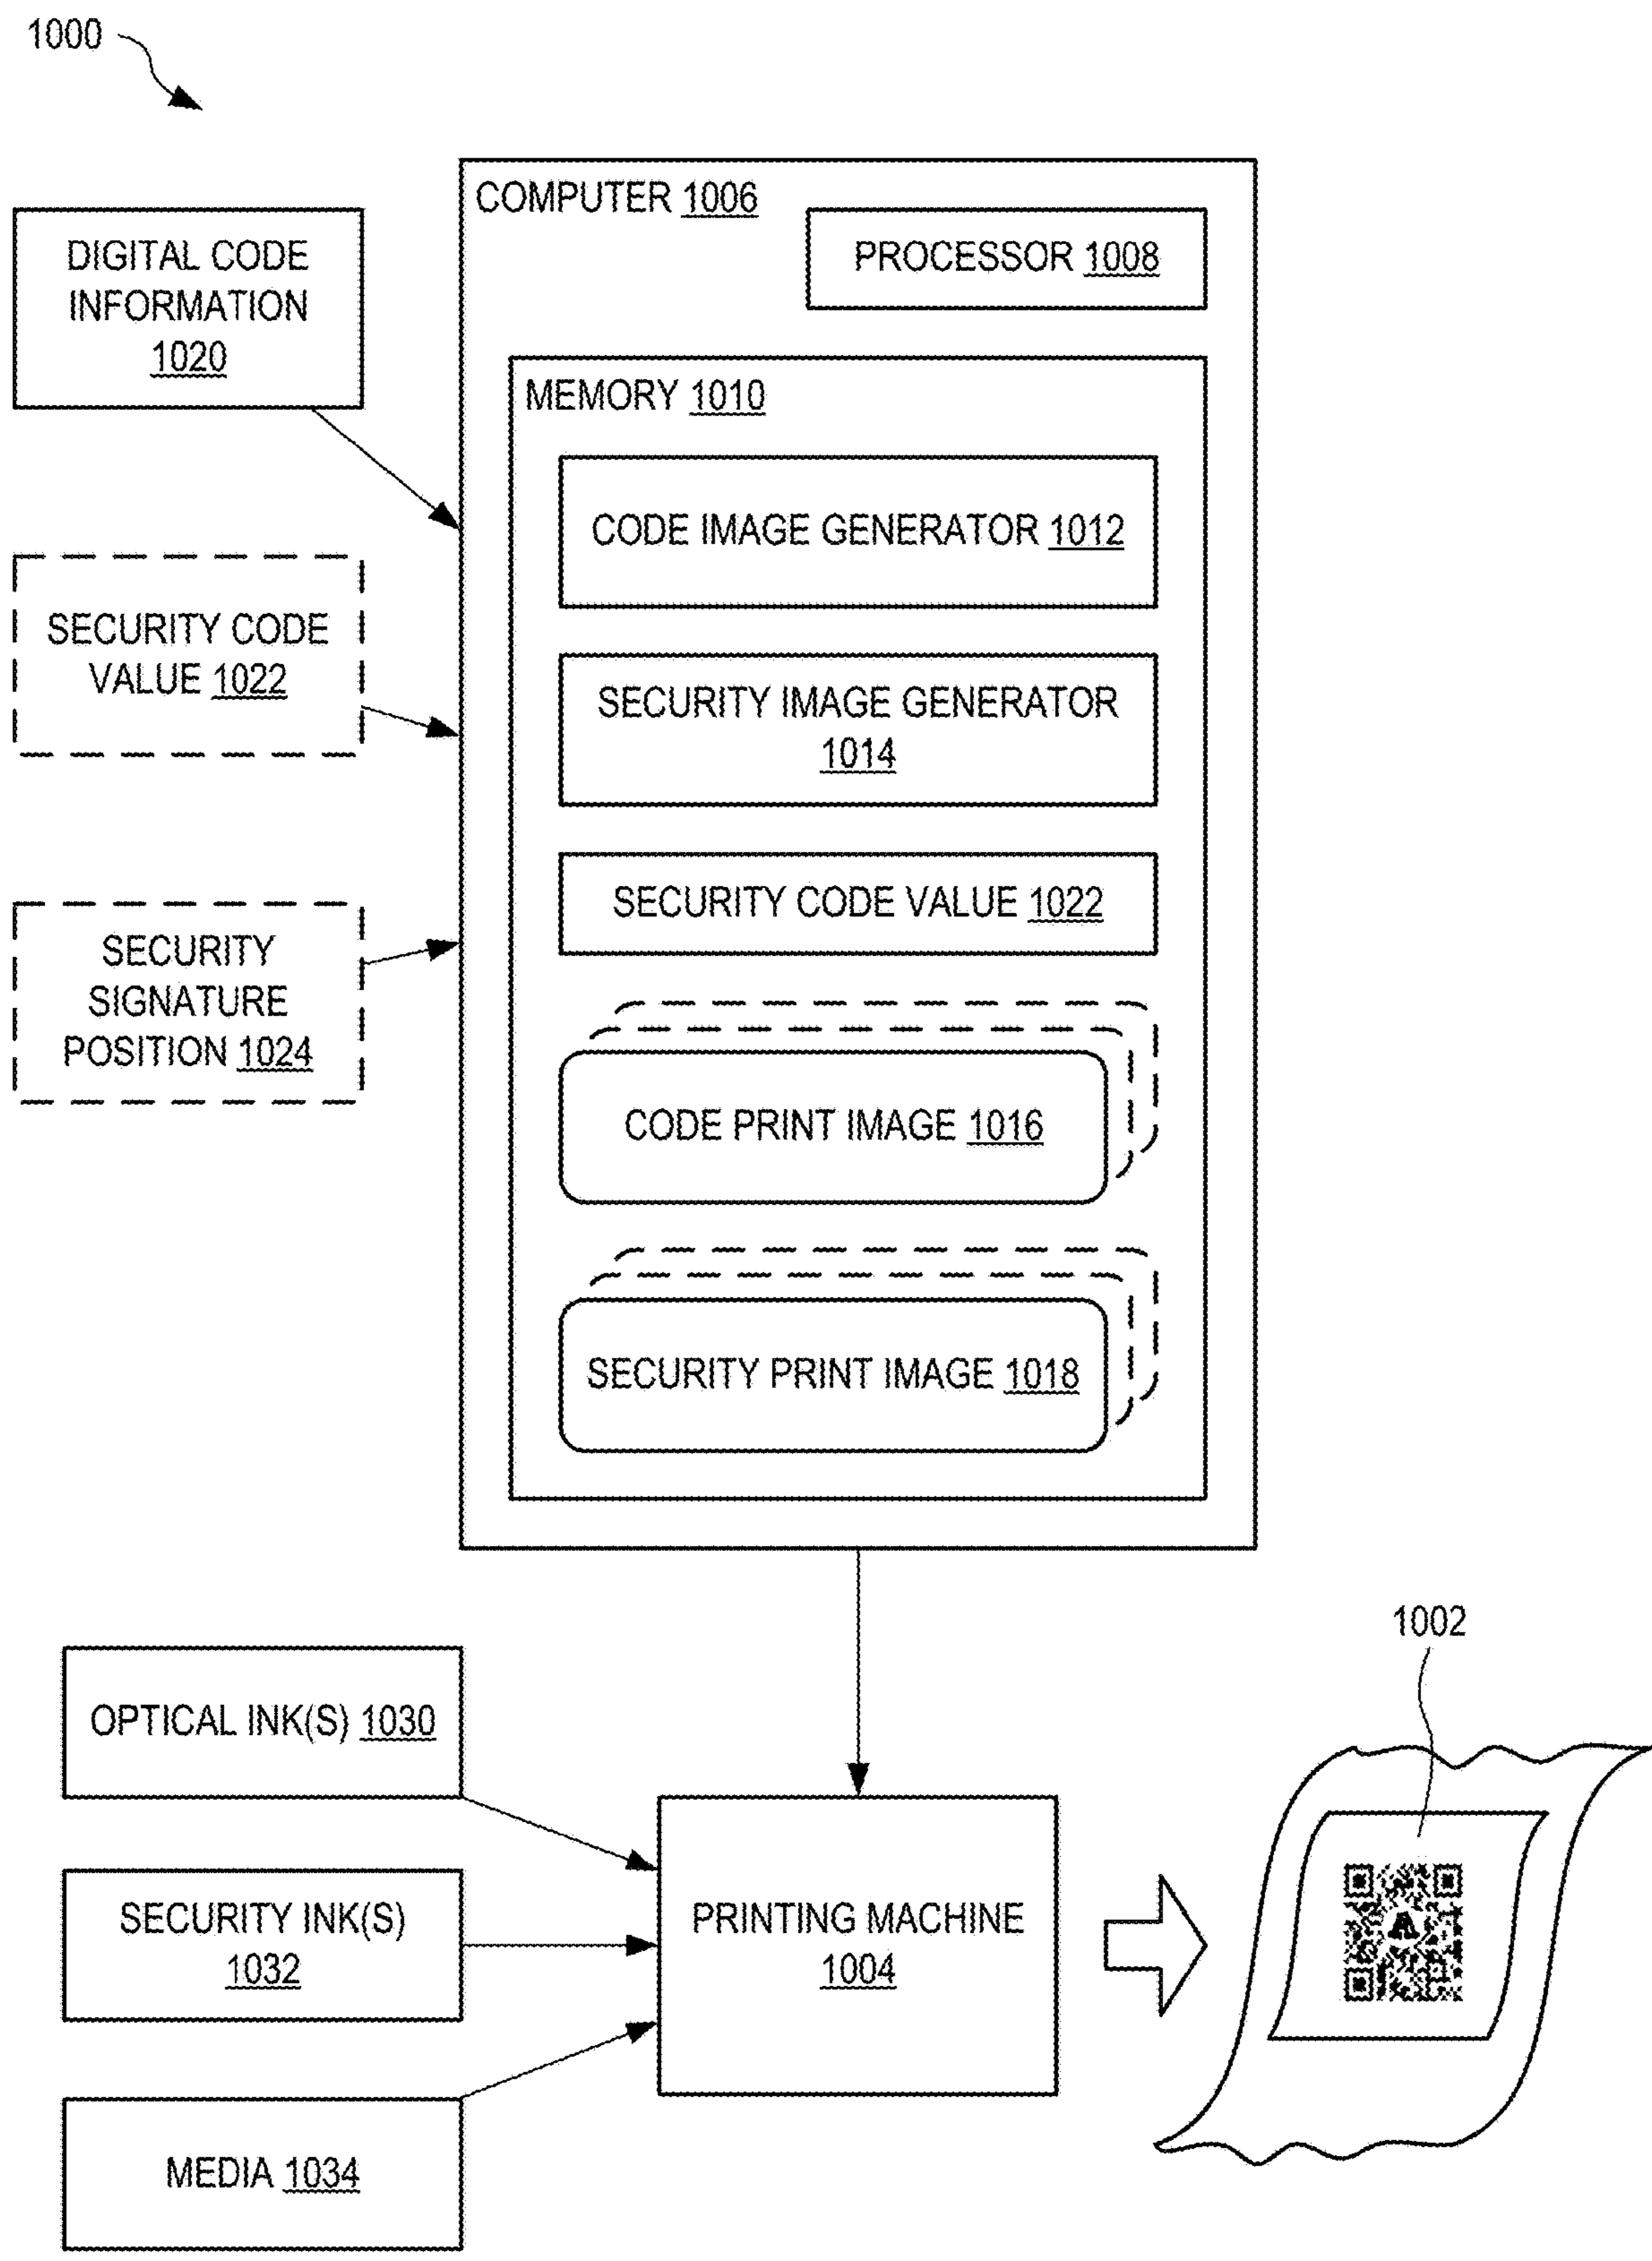 1000
COMPUTER 1006
PROCESSOR 1008
DIGITAL CODE
INFORMATION
1020
MEMORY 1010
CODE IMAGE GENERATOR 1012
SECURITY CODE
VALUE 1022
SECURITY IMAGE GENERATOR
1014
SECURITY CODE VALUE 1022
SECURITY
SIGNATURE
POSITION 1024
CODE PRINT IMAGE 1016
SECURITY PRINT IMAGE 1018
1002
OPTICAL INK(S) 1030
SECURITY INK(S)
1032
PRINTING MACHINE
1004
A
MEDIA 1034